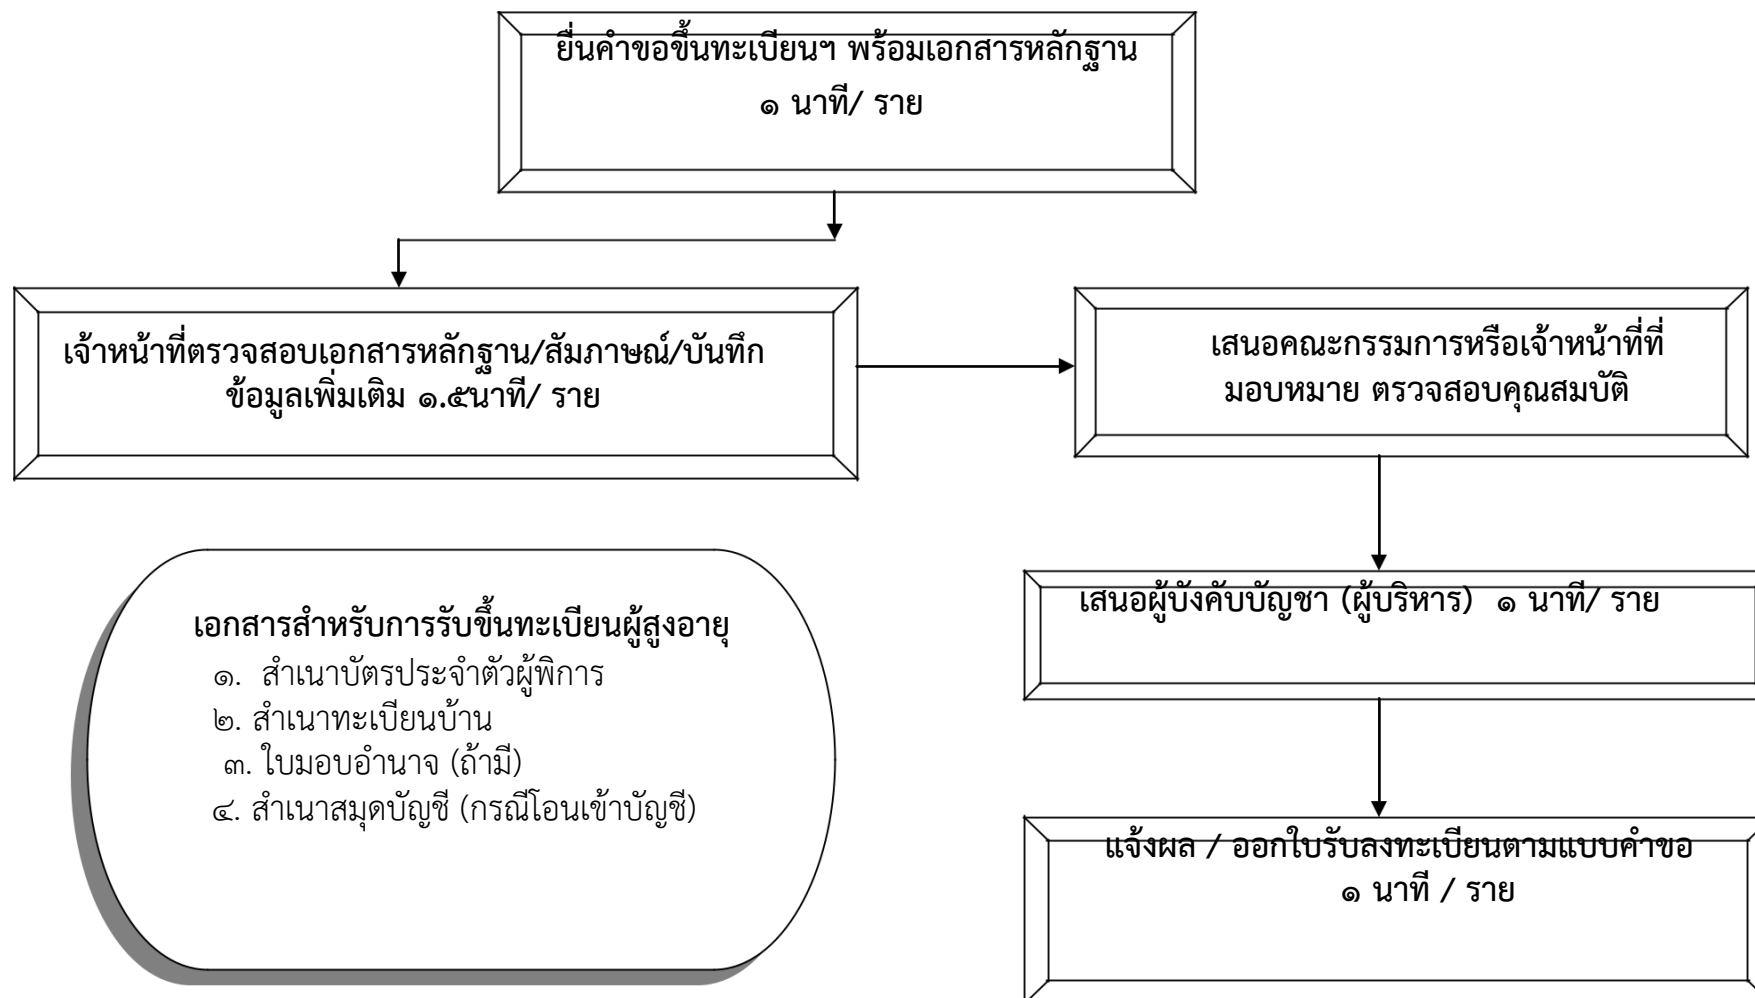 ยื่นคำขอขึ้นทะเบียนฯ พร้อมเอกสารหลักฐาน
๑ นาที/ ราย
เจ้าหน้าที่ตรวจสอบเอกสารหลักฐาน/สัมภาษณ์/บันทึก
ข้อมูลเพิ่มเติม ๑.๕นาที/ ราย
เสนอคณะกรรมการหรือเจ้าหน้าที่ที่
มอบหมาย ตรวจสอบคุณสมบัติ
เสนอผู้บังคับบัญชา (ผู้บริหาร) ๑ นาที/ ราย
เอกสารสำหรับการรับขึ้นทะเบียนผู้สูงอายุ
๑. สำเนาบัตรประจำตัวผู้พิการ
๒. สำเนาทะเบียนบ้าน
๓. ใบมอบอำนาจ (ถ้ามี)
๔. สำเนาสมุดบัญชี (กรณีโอนเข้าบัญชี)
แจ้งผล / ออกใบรับลงทะเบียนตามแบบคำขอ
๑ นาที / ราย